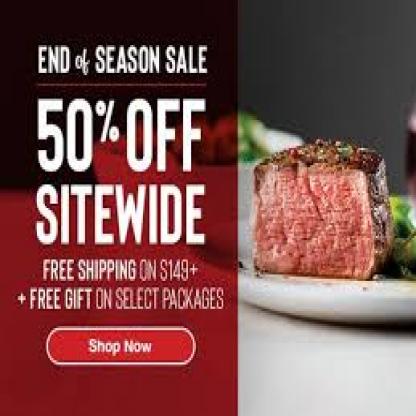 END of SEASON SALE
50% OFF
SITEWIDE
FREE SHIPPING ON $149+
+ FREE GIFT ON SELECT PACKAGES
Shop Now